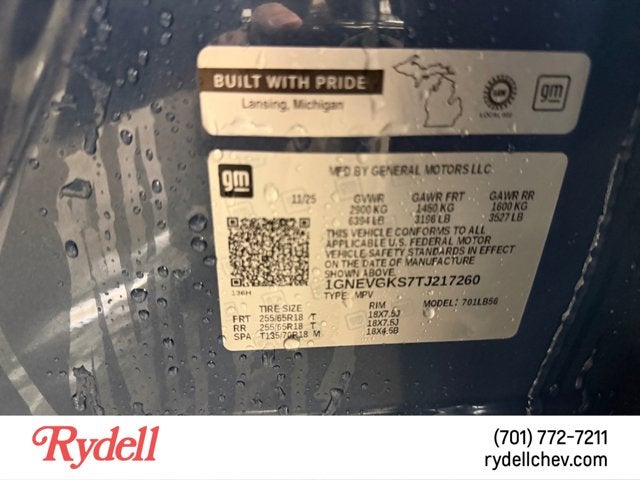 BUILT WITH PRIDE
Lansing, Michigan
UAW
gm
gm
MFD BY GENERAL MOTORS LLC
11/25 GVWR GAWR FRT GAWR RR
2900 KG 1450 KG 1600 KG
6394 LB 3196 LB 3527 LB
THIS VEHICLE CONFORMS TO ALL
APPLICABLE U.S. FEDERAL MOTOR
VEHICLE SAFETY STANDARDS IN EFFECT
ON THE DATE OF MANUFACTURE
SHOWN ABOVE.
1GNEVGKS7TJ217260
TYPE: MPV MODEL: 701LB56
136H
TIRE SIZE RIM
FRT 255/65R18 /T 18X7.5J
RR 255/65R18 T 18X7.5J
SPA T135/70R18 M 18X4.5B
Rydell
(701) 772-7211
rydellchev.com